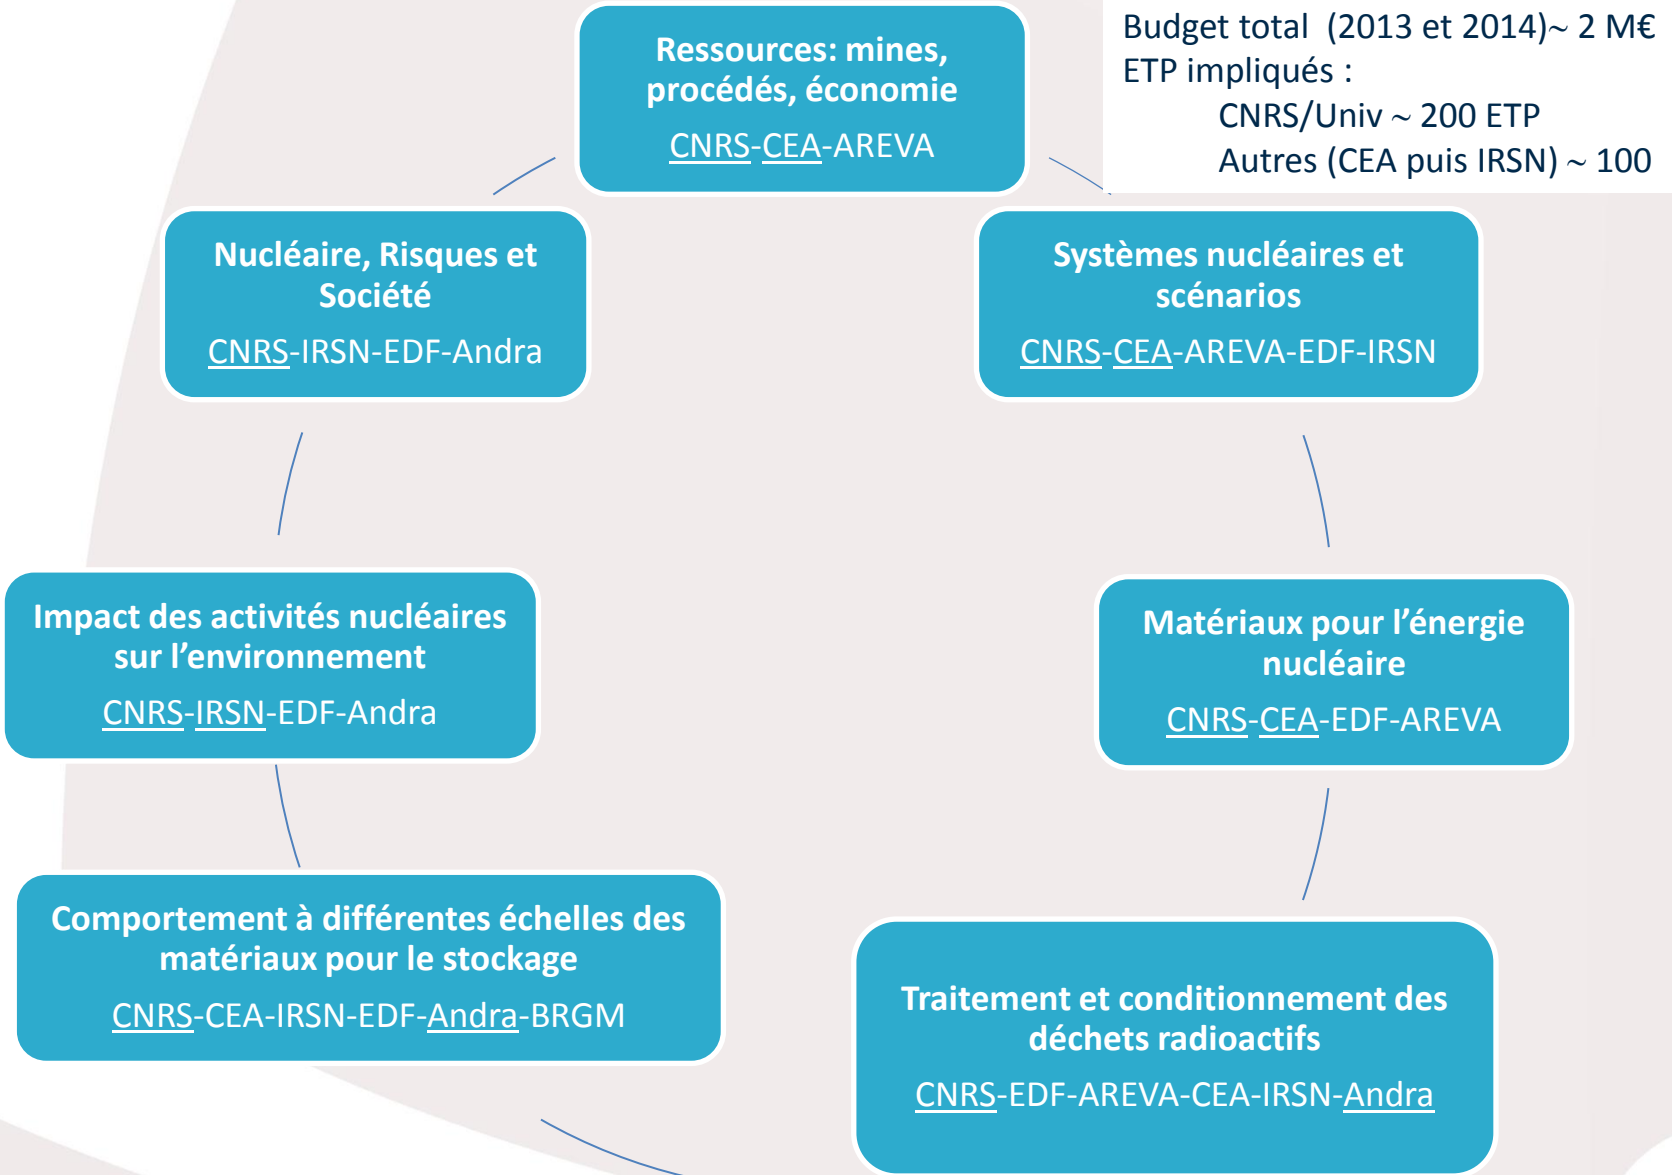 Ressources: mines,
procédés, économie
CNRS-CEA-AREVA
Budget total (2013 et 2014)~ 2 M€
ETP impliqués :
CNRS/Univ ~ 200 ETP
Autres (CEA puis IRSN) ~ 100
Nucléaire, Risques et
Société
CNRS-IRSN-EDF-Andra
Systèmes nucléaires et
scénarios
CNRS-CEA-AREVA-EDF-IRSN
Impact des activités nucléaires
sur l’environnement
CNRS-IRSN-EDF-Andra
Matériaux pour l’énergie
nucléaire
CNRS-CEA-EDF-AREVA
Comportement à différentes échelles des
matériaux pour le stockage
CNRS-CEA-IRSN-EDF-Andra-BRGM
Traitement et conditionnement des
déchets radioactifs
CNRS-EDF-AREVA-CEA-IRSN-Andra